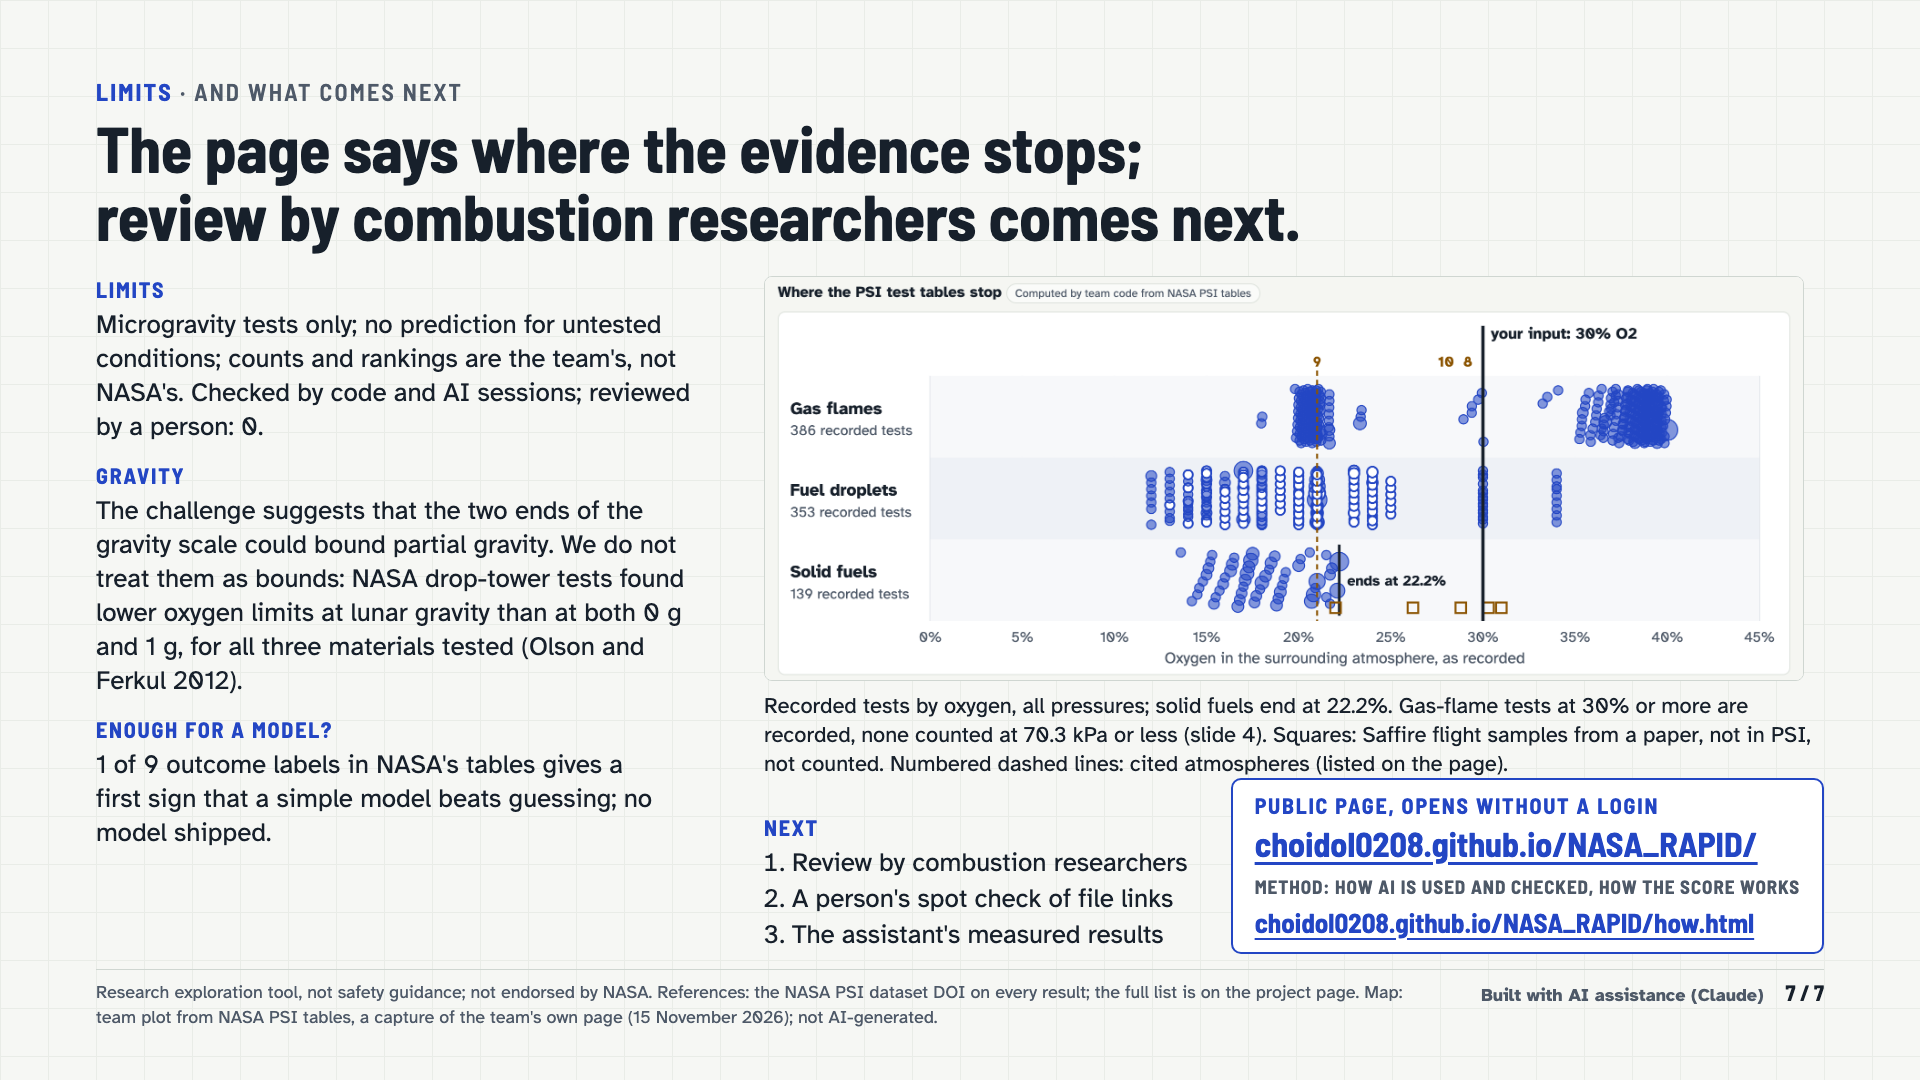 LIMITS · AND WHAT COMES NEXT
The page says where the evidence stops;
review by combustion researchers comes next.
LIMITS
Microgravity tests only; no prediction for untested
conditions; counts and rankings are the team's, not
NASA's. Checked by code and AI sessions; reviewed
by a person: 0.
GRAVITY
The challenge suggests that the two ends of the
gravity scale could bound partial gravity. We do not
treat them as bounds: NASA drop-tower tests found
lower oxygen limits at lunar gravity than at both 0 g
and 1 g, for all three materials tested (Olson and
Ferkul 2012).
ENOUGH FOR A MODEL?
1 of 9 outcome labels in NASA's tables gives a
first sign that a simple model beats guessing; no
model shipped.
Where the PSI test tables stop Computed by team code from NASA PSI tables
your input: 30% O2
9 10 8
Gas flames
386 recorded tests
Fuel droplets
353 recorded tests
Solid fuels
139 recorded tests
ends at 22.2%
0% 5% 10% 15% 20% 25% 30% 35% 40% 45%
Oxygen in the surrounding atmosphere, as recorded
Recorded tests by oxygen, all pressures; solid fuels end at 22.2%. Gas-flame tests at 30% or more are
recorded, none counted at 70.3 kPa or less (slide 4). Squares: Saffire flight samples from a paper, not in PSI,
not counted. Numbered dashed lines: cited atmospheres (listed on the page).
NEXT
1. Review by combustion researchers
2. A person's spot check of file links
3. The assistant's measured results
PUBLIC PAGE, OPENS WITHOUT A LOGIN
choidol0208.github.io/NASA_RAPID/
METHOD: HOW AI IS USED AND CHECKED, HOW THE SCORE WORKS
choidol0208.github.io/NASA_RAPID/how.html
Research exploration tool, not safety guidance; not endorsed by NASA. References: the NASA PSI dataset DOI on every result; the full list is on the project page. Map:
team plot from NASA PSI tables, a capture of the team's own page (15 November 2026); not AI-generated.
Built with AI assistance (Claude) 7 / 7